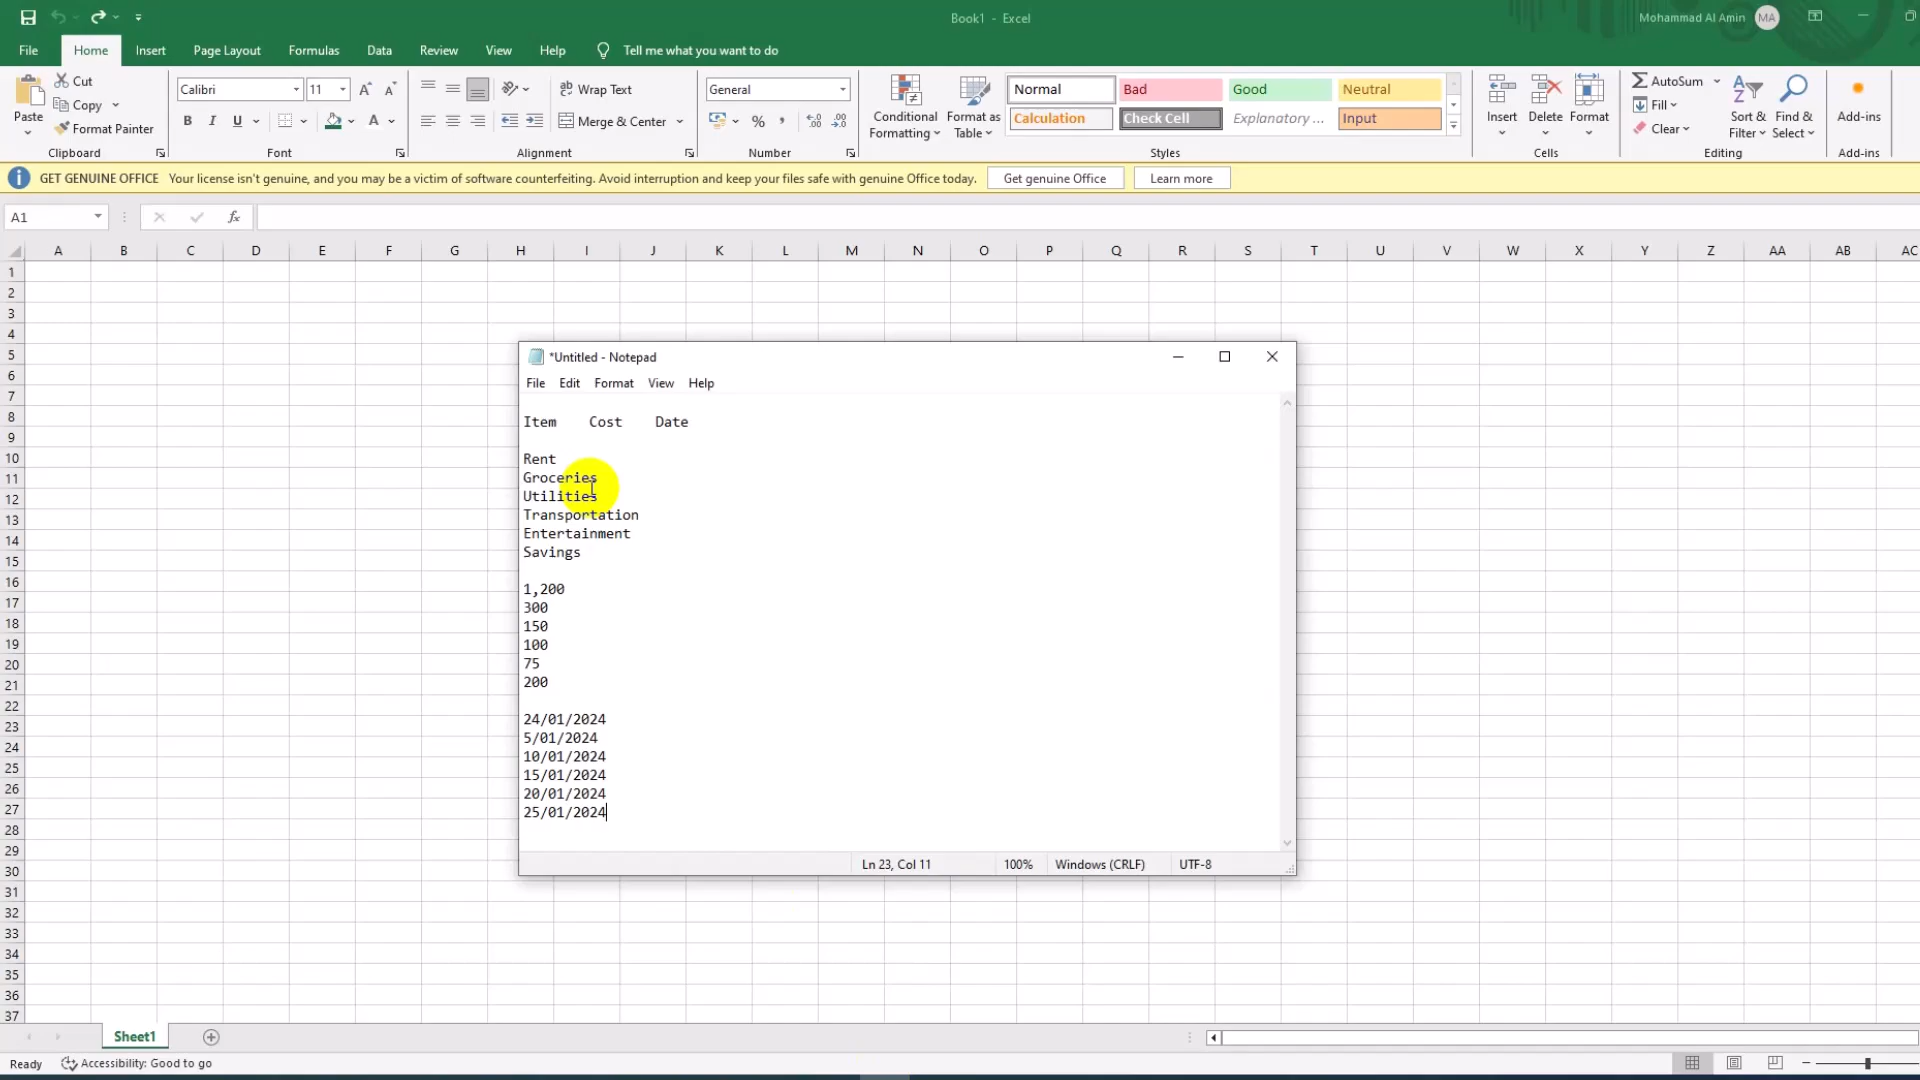 Book1 - Excel
Mohammad Al Amin
MA
File Home Insert Page Layout Formulas Data Review View Help Tell me what you want to do
Paste
Cut
Copy
Format Painter
Clipboard
Calibri 11
B I U
Font
Wrap Text
Merge & Center
Alignment
General
Number
Conditional Formatting
Format as Table
Normal Bad Good Neutral
Calculation Check Cell Explanatory ... Input
Styles
Insert Delete Format
Cells
AutoSum
Fill
Clear
Sort & Filter
Find & Select
Editing
Add-ins
Add-ins
GET GENUINE OFFICE Your license isn't genuine, and you may be a victim of software counterfeiting. Avoid interruption and keep your files safe with genuine Office today. Get genuine Office Learn more
A1 fx
A B C D E F G H I J K L M N O P Q R S T U V W X Y Z AA AB AC
1
2
3
4
5
6
7
8
9
10
11
12
13
14
15
16
17
18
19
20
21
22
23
24
25
26
27
28
29
30
31
32
33
34
35
36
37
*Untitled - Notepad
File Edit Format View Help
Item Cost Date
Rent
Groceries
Utilities
Transportation
Entertainment
Savings
1,200
300
150
100
75
200
24/01/2024
5/01/2024
10/01/2024
15/01/2024
20/01/2024
25/01/2024
Ln 23, Col 11 100% Windows (CRLF) UTF-8
Sheet1
Ready Accessibility: Good to go